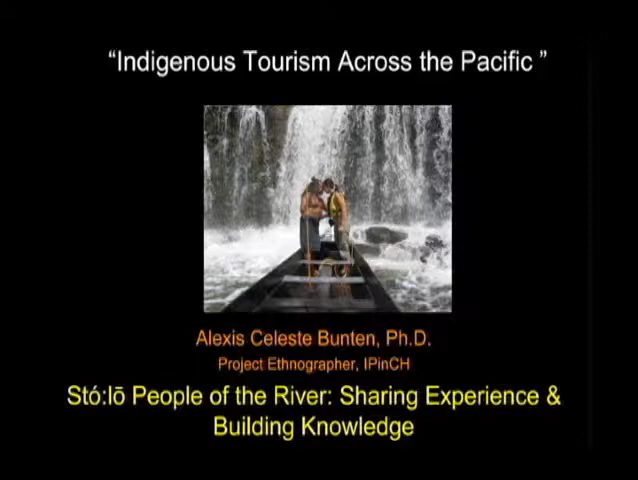 “Indigenous Tourism Across the Pacific ”
Alexis Celeste Bunten, Ph.D.
Project Ethnographer, IPinCH
Stó:lō People of the River: Sharing Experience &
Building Knowledge